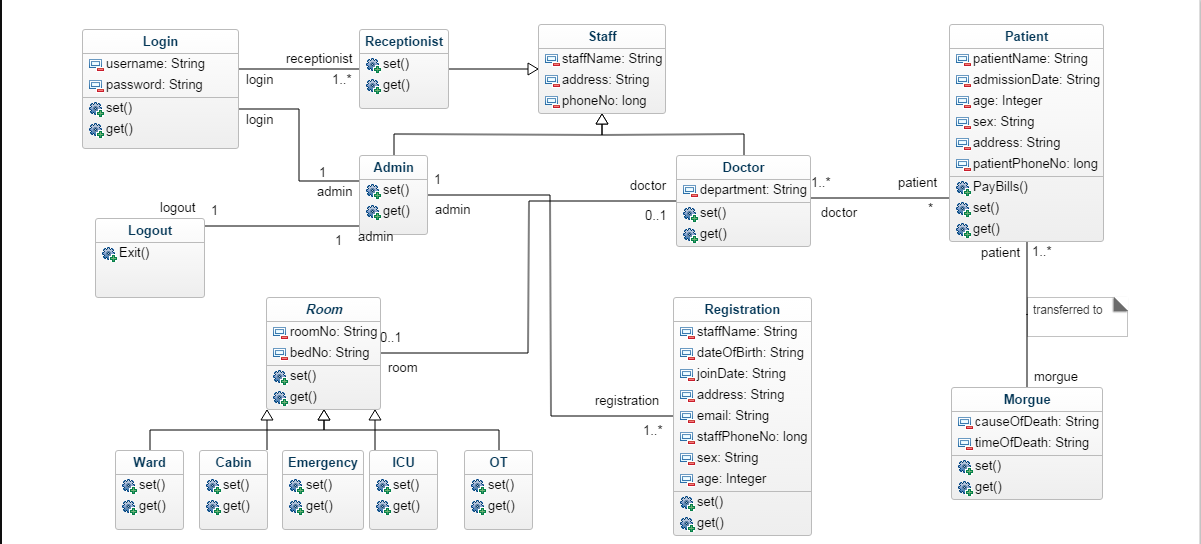 Login
username: String
password: String
set()
get()
login
login
receptionist
1..*
Receptionist
set()
get()
Staff
staffName: String
address: String
phoneNo: long
Patient
patientName: String
admissionDate: String
age: Integer
sex: String
address: String
patientPhoneNo: long
PayBills()
set()
get()
1
admin
Admin
set()
get()
1
admin
doctor
0..1
Doctor
department: String
set()
get()
1..*
doctor
patient
*
logout
1
Logout
Exit()
1
admin
patient
1..*
transferred to
morgue
Room
roomNo: String
bedNo: String
set()
get()
0..1
room
registration
1..*
Registration
staffName: String
dateOfBirth: String
joinDate: String
address: String
email: String
staffPhoneNo: long
sex: String
age: Integer
set()
get()
Morgue
causeOfDeath: String
timeOfDeath: String
set()
get()
Ward
set()
get()
Cabin
set()
get()
Emergency
set()
get()
ICU
set()
get()
OT
set()
get()